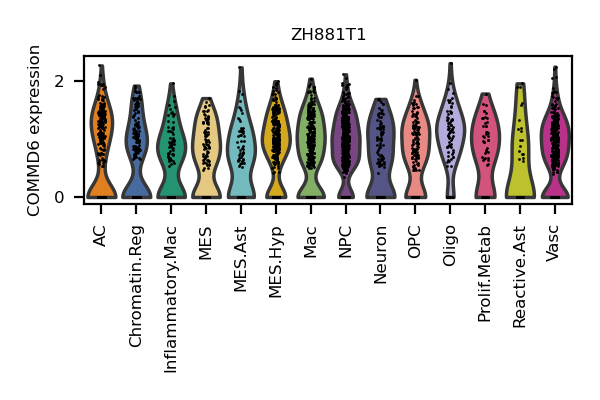 ZH881T1
COMMD6 expression
2
0
AC
Chromatin.Reg
Inflammatory.Mac
MES
MES.Ast
MES.Hyp
Mac
NPC
Neuron
OPC
Oligo
Prolif.Metab
Reactive.Ast
Vasc